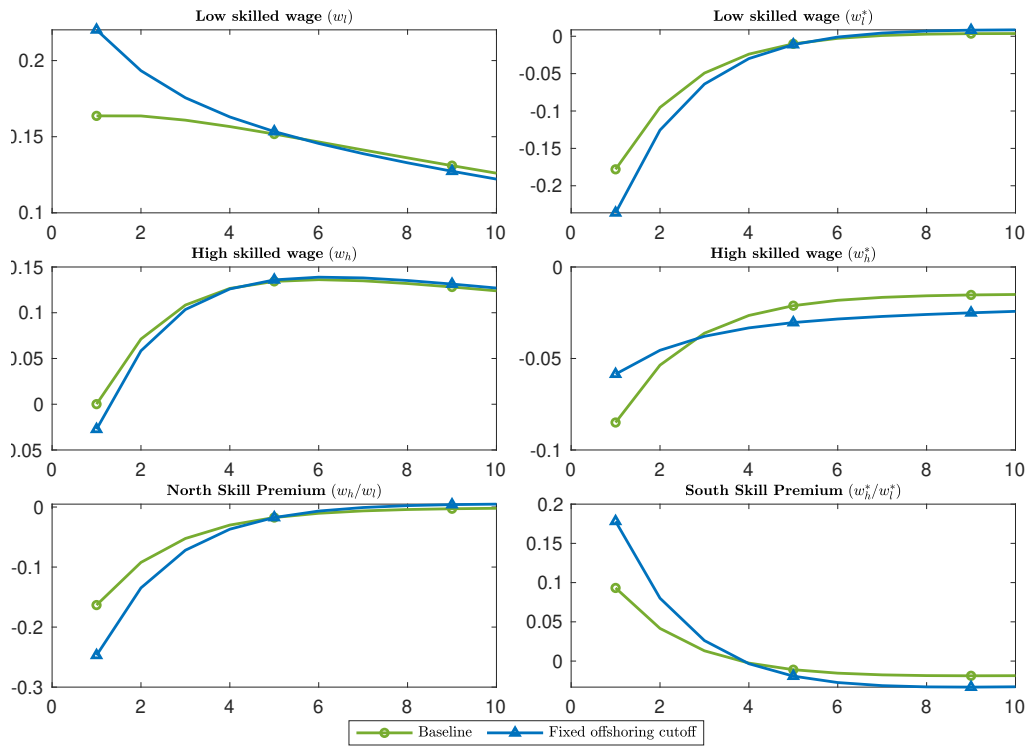 Low skilled wage (w_l)
0.2
0.15
0.1
0 2 4 6 8 10
Low skilled wage (w_l^*)
0
-0.05
-0.1
-0.15
-0.2
0 2 4 6 8 10
High skilled wage (w_h)
0.15
0.1
0.05
0
0.05
0 2 4 6 8 10
High skilled wage (w_h^*)
0
-0.05
-0.1
0 2 4 6 8 10
North Skill Premium (w_h/w_l)
0
-0.1
-0.2
-0.3
0 2 4 6 8 10
South Skill Premium (w_h^*/w_l^*)
0.2
0.15
0.1
0.05
0
0 2 4 6 8 10
Baseline
Fixed offshoring cutoff